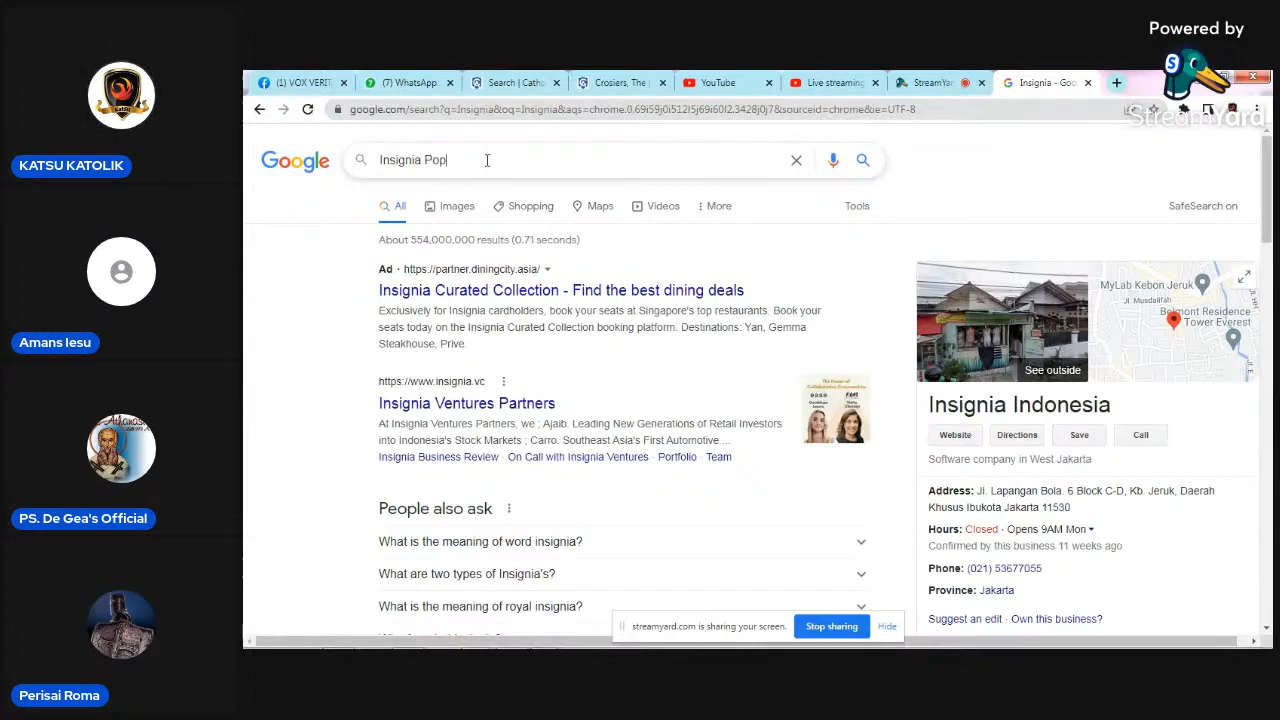 Powered by
StreamYard
KATSU KATOLIK
Amans Iesu
PS. De Gea's Official
Perisai Roma
(1) VOX VERIT
(7) WhatsApp
Search | Catho
Crosiers, The |
YouTube
Live streaming
StreamYar
Insignia - Goo
google.com/search?q=Insignia&oq=Insignia&aqs=chrome.0.69i59j0i512l5j69i60l2.3428j0j7&sourceid=chrome&ie=UTF-8
Google
Insignia Pop
All
Images
Shopping
Maps
Videos
More
Tools
SafeSearch on
About 554,000,000 results (0.71 seconds)
Ad · https://partner.diningcity.asia/
Insignia Curated Collection - Find the best dining deals
Exclusively for Insignia cardholders, book your seats at Singapore's top restaurants. Book your
seats today on the Insignia Curated Collection booking platform. Destinations: Yan, Gemma
Steakhouse, Prive.
https://www.insignia.vc
Insignia Ventures Partners
At Insignia Ventures Partners, we ; Ajaib. Leading New Generations of Retail Investors
into Indonesia's Stock Markets ; Carro. Southeast Asia's First Automotive ...
Insignia Business Review · On Call with Insignia Ventures · Portfolio · Team
People also ask
What is the meaning of word insignia?
What are two types of Insignia's?
What is the meaning of royal insignia?
MyLab Kebon Jeruk
Jl. Musdalifah
Belmont Residence
Tower Everest
See outside
Insignia Indonesia
Website
Directions
Save
Call
Software company in West Jakarta
Address: Jl. Lapangan Bola. 6 Block C-D, Kb. Jeruk, Daerah
Khusus Ibukota Jakarta 11530
Hours: Closed · Opens 9AM Mon
Confirmed by this business 11 weeks ago
Phone: (021) 53677055
Province: Jakarta
Suggest an edit · Own this business?
streamyard.com is sharing your screen.
Stop sharing
Hide